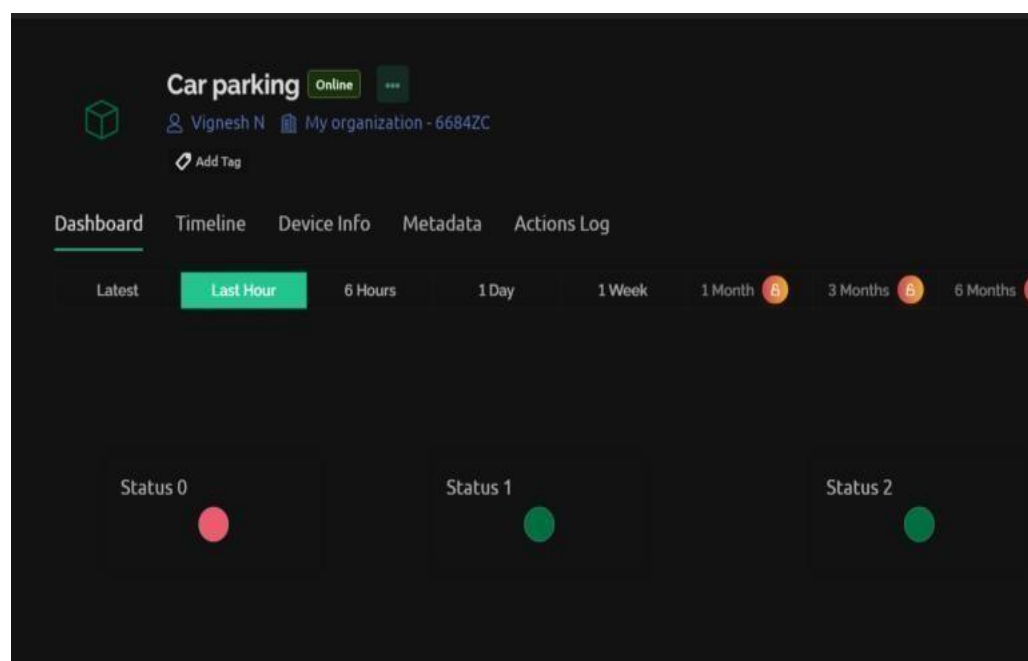 Car parking Online
Vignesh N My organization - 6684ZC
Add Tag
Dashboard Timeline Device Info Metadata Actions Log
Latest Last Hour 6 Hours 1 Day 1 Week 1 Month 3 Months 6 Months
Status 0 Status 1 Status 2